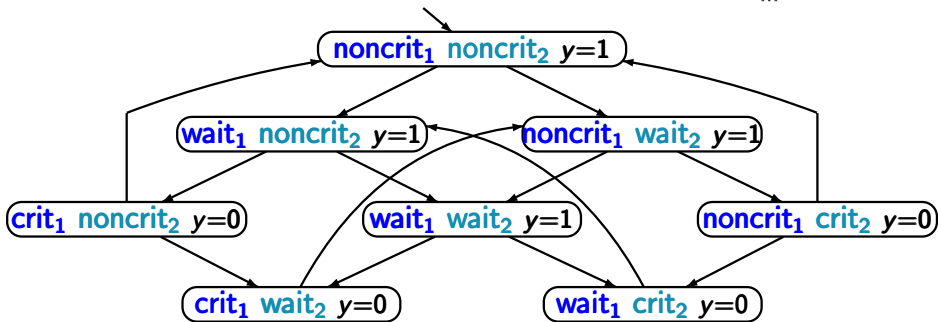 noncrit₁ noncrit₂ y=1
wait₁ noncrit₂ y=1
noncrit₁ wait₂ y=1
crit₁ noncrit₂ y=0
wait₁ wait₂ y=1
noncrit₁ crit₂ y=0
crit₁ wait₂ y=0
wait₁ crit₂ y=0